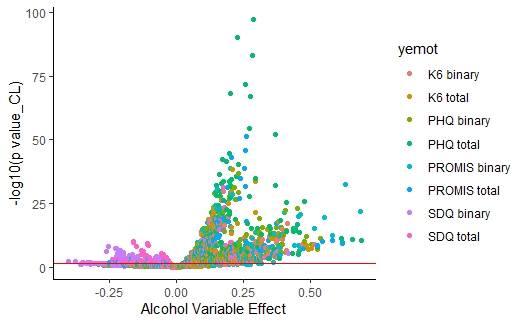 100
75
50
25
0
-log10(p value_CL)
-0.25
0.00
0.25
0.50
Alcohol Variable Effect
yemot
K6 binary
K6 total
PHQ binary
PHQ total
PROMIS binary
PROMIS total
SDQ binary
SDQ total